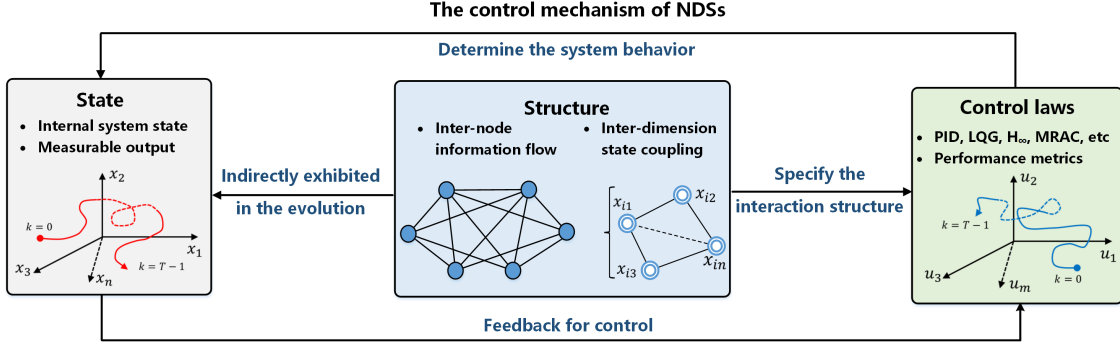 The control mechanism of NDSs
Determine the system behavior
State
• Internal system state
• Measurable output
x₂
k = 0
x₁
x₃
xₙ
k = T − 1
Indirectly exhibited
in the evolution
Structure
• Inter-node
information flow
• Inter-dimension
state coupling
xᵢ₁
xᵢ₂
xᵢ₃
xᵢₙ
Specify the
interaction structure
Control laws
• PID, LQG, H∞, MRAC, etc
• Performance metrics
u₂
k = T − 1
u₁
u₃
uₘ
k = 0
Feedback for control